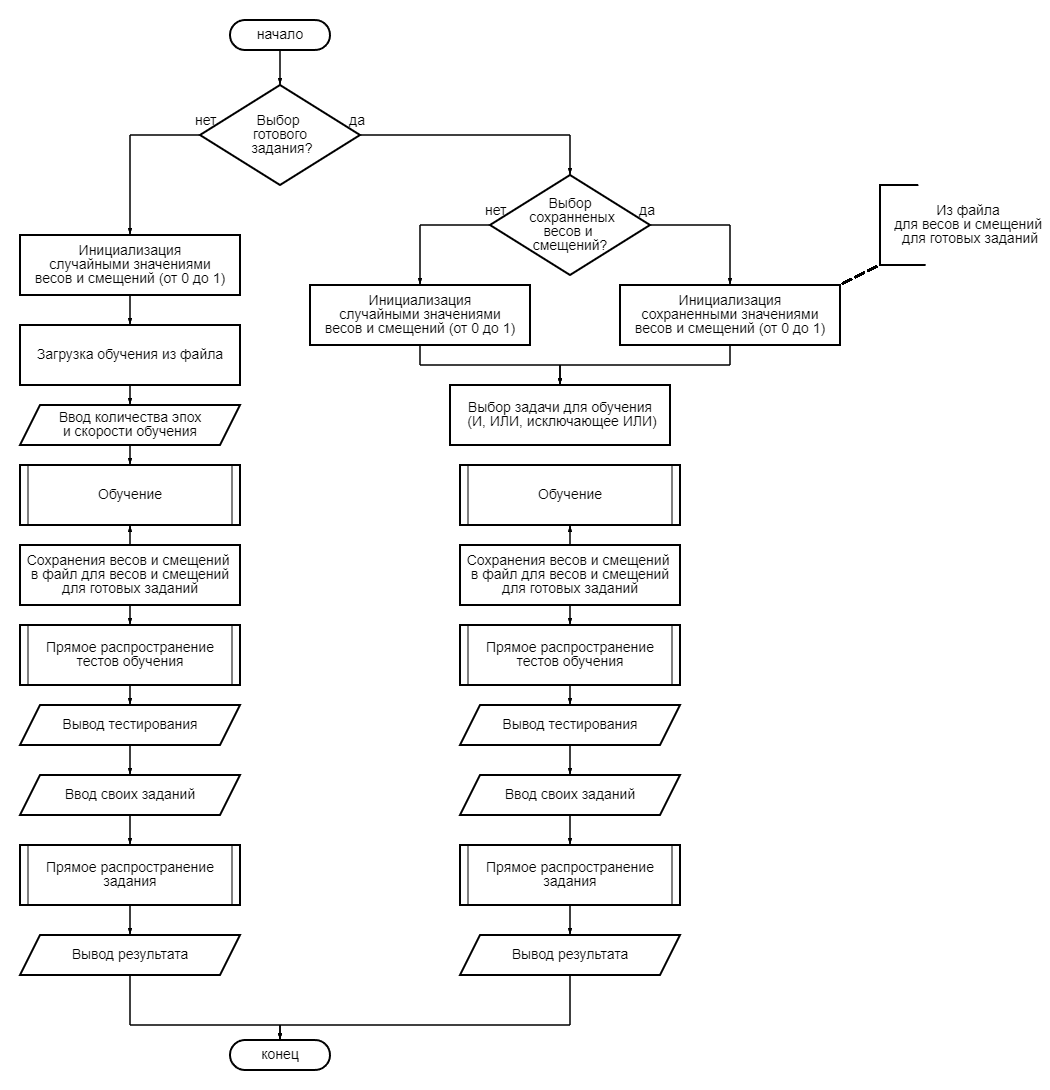 начало
нет
да
Выбор
готового
задания?
нет
да
Выбор
сохранненых
весов и
смещений?
Из файла
для весов и смещений
для готовых заданий
Инициализация
случайными значениями
весов и смещений (от 0 до 1)
Инициализация
случайными значениями
весов и смещений (от 0 до 1)
Инициализация
сохраненными значениями
весов и смещений (от 0 до 1)
Загрузка обучения из файла
Выбор задачи для обучения
(И, ИЛИ, исключающее ИЛИ)
Ввод количества эпох
и скорости обучения
Обучение
Обучение
Сохранения весов и смещений
в файл для весов и смещений
для готовых заданий
Сохранения весов и смещений
в файл для весов и смещений
для готовых заданий
Прямое распространение
тестов обучения
Прямое распространение
тестов обучения
Вывод тестирования
Вывод тестирования
Ввод своих заданий
Ввод своих заданий
Прямое распространение
задания
Прямое распространение
задания
Вывод результата
Вывод результата
конец